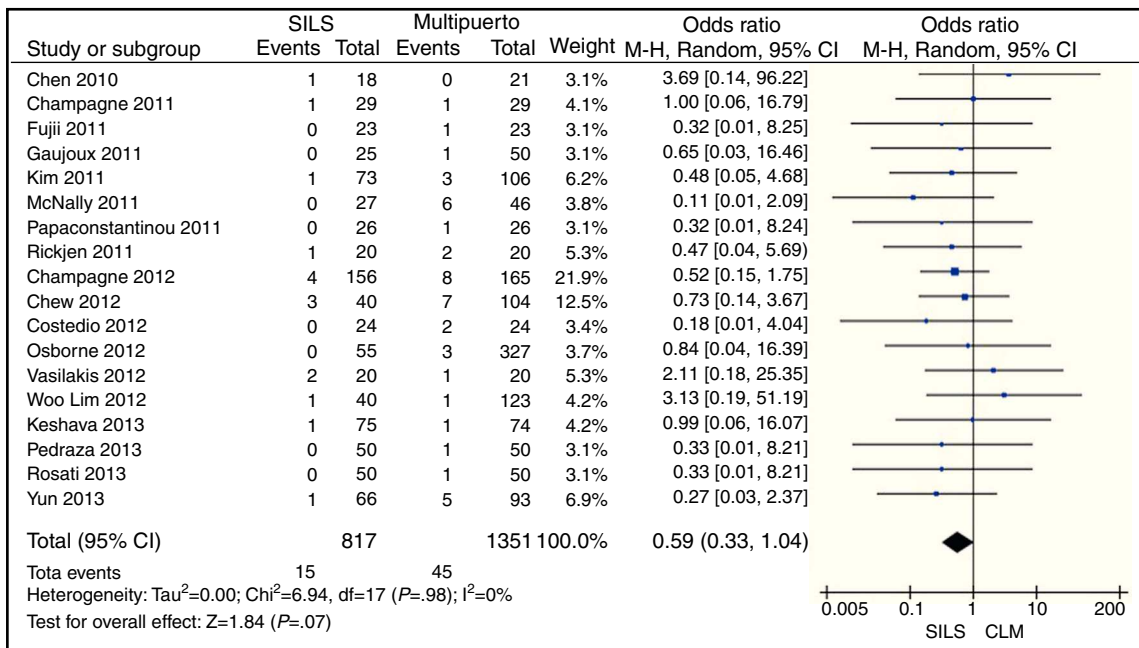 SILS Multipuerto Odds ratio Odds ratio
Study or subgroup Events Total Events Total Weight M-H, Random, 95% CI M-H, Random, 95% CI
Chen 2010 1 18 0 21 3.1% 3.69 [0.14, 96.22]
Champagne 2011 1 29 1 29 4.1% 1.00 [0.06, 16.79]
Fujii 2011 0 23 1 23 3.1% 0.32 [0.01, 8.25]
Gaujoux 2011 0 25 1 50 3.1% 0.65 [0.03, 16.46]
Kim 2011 1 73 3 106 6.2% 0.48 [0.05, 4.68]
McNally 2011 0 27 6 46 3.8% 0.11 [0.01, 2.09]
Papaconstantinou 2011 0 26 1 26 3.1% 0.32 [0.01, 8.24]
Rickjen 2011 1 20 2 20 5.3% 0.47 [0.04, 5.69)
Champagne 2012 4 156 8 165 21.9% 0.52 [0.15, 1.75]
Chew 2012 3 40 7 104 12.5% 0.73 [0.14, 3.67]
Costedio 2012 0 24 2 24 3.4% 0.18 [0.01, 4.04]
Osborne 2012 0 55 3 327 3.7% 0.84 [0.04, 16.39]
Vasilakis 2012 2 20 1 20 5.3% 2.11 [0.18, 25.35]
Woo Lim 2012 1 40 1 123 4.2% 3.13 [0.19, 51.19]
Keshava 2013 1 75 1 74 4.2% 0.99 [0.06, 16.07]
Pedraza 2013 0 50 1 50 3.1% 0.33 [0.01, 8.21]
Rosati 2013 0 50 1 50 3.1% 0.33 [0.01, 8.21]
Yun 2013 1 66 5 93 6.9% 0.27 [0.03, 2.37]
Total (95% CI) 817 1351 100.0% 0.59 (0.33, 1.04)
Tota events 15 45
Heterogeneity: Tau²=0.00; Chi²=6.94, df=17 (P=.98); I²=0%
Test for overall effect: Z=1.84 (P=.07)
0.005 0.1 1 10 200
SILS CLM